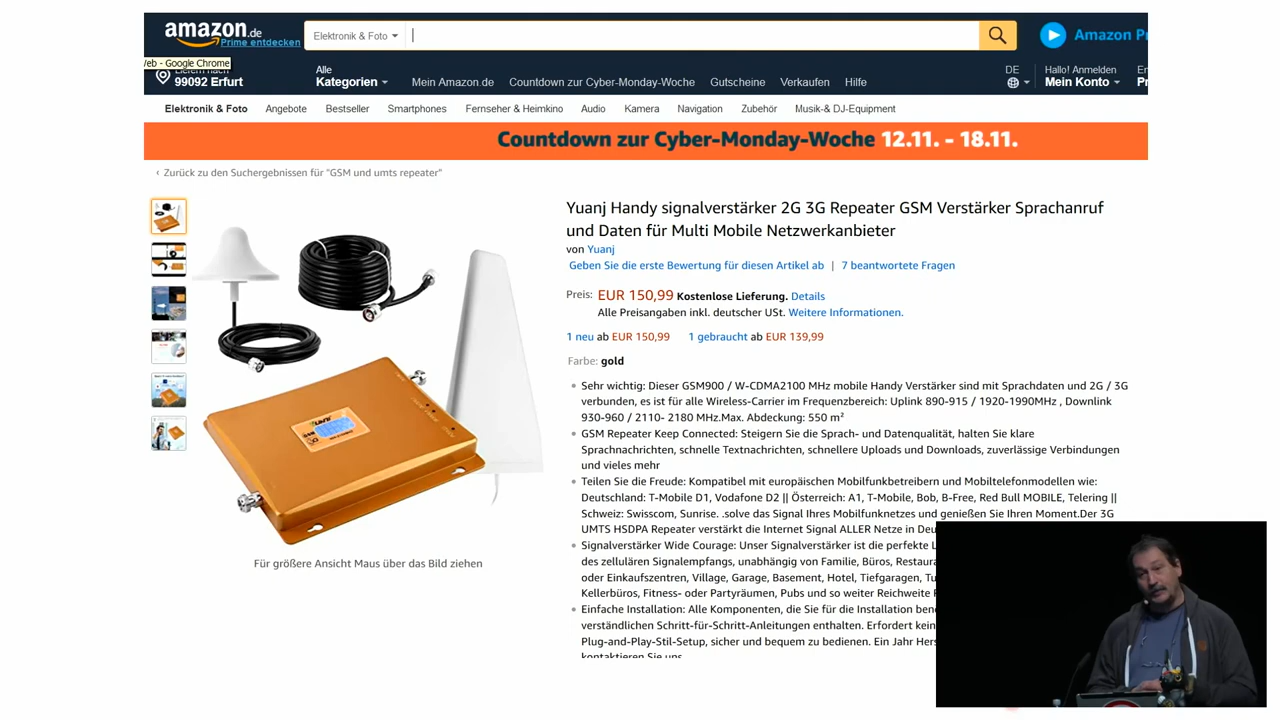 amazon.de
Prime entdecken
Elektronik & Foto
Amazon P
/eb - Google Chrome
99092 Erfurt
Alle
Kategorien
Mein Amazon.de
Countdown zur Cyber-Monday-Woche
Gutscheine
Verkaufen
Hilfe
DE
Hallo! Anmelden
Mein Konto
Elektronik & Foto
Angebote
Bestseller
Smartphones
Fernseher & Heimkino
Audio
Kamera
Navigation
Zubehör
Musik-& DJ-Equipment
Countdown zur Cyber-Monday-Woche 12.11. - 18.11.
‹ Zurück zu den Suchergebnissen für "GSM und umts repeater"
Yuanj Handy signalverstärker 2G 3G Repeater GSM Verstärker Sprachanruf
und Daten für Multi Mobile Netzwerkanbieter
von Yuanj
Geben Sie die erste Bewertung für diesen Artikel ab | 7 beantwortete Fragen
Preis: EUR 150,99 Kostenlose Lieferung. Details
Alle Preisangaben inkl. deutscher USt. Weitere Informationen.
1 neu ab EUR 150,99 1 gebraucht ab EUR 139,99
Farbe: gold
Sehr wichtig: Dieser GSM900 / W-CDMA2100 MHz mobile Handy Verstärker sind mit Sprachdaten und 2G / 3G
verbunden, es ist für alle Wireless-Carrier im Frequenzbereich: Uplink 890-915 / 1920-1990MHz , Downlink
930-960 / 2110- 2180 MHz.Max. Abdeckung: 550 m²
GSM Repeater Keep Connected: Steigern Sie die Sprach- und Datenqualität, halten Sie klare
Sprachnachrichten, schnelle Textnachrichten, schnellere Uploads und Downloads, zuverlässige Verbindungen
und vieles mehr
Teilen Sie die Freude: Kompatibel mit europäischen Mobilfunkbetreibern und Mobiltelefonmodellen wie:
Deutschland: T-Mobile D1, Vodafone D2 || Österreich: A1, T-Mobile, Bob, B-Free, Red Bull MOBILE, Telering ||
Schweiz: Swisscom, Sunrise. .solve das Signal Ihres Mobilfunknetzes und genießen Sie Ihren Moment.Der 3G
UMTS HSDPA Repeater verstärkt die Internet Signal ALLER Netze in Deu
Signalverstärker Wide Courage: Unser Signalverstärker ist die perfekte L
des zellulären Signalempfangs, unabhängig von Familie, Büros, Restaura
oder Einkaufszentren, Village, Garage, Basement, Hotel, Tiefgaragen, Tu
Kellerbüros, Fitness- oder Partyräumen, Pubs und so weiter Reichweite
Einfache Installation: Alle Komponenten, die Sie für die Installation ben
verständlichen Schritt-für-Schritt-Anleitungen enthalten. Erfordert kein
Plug-and-Play-Stil-Setup, sicher und bequem zu bedienen. Ein Jahr Hers
kontaktieren Sie uns
Für größere Ansicht Maus über das Bild ziehen